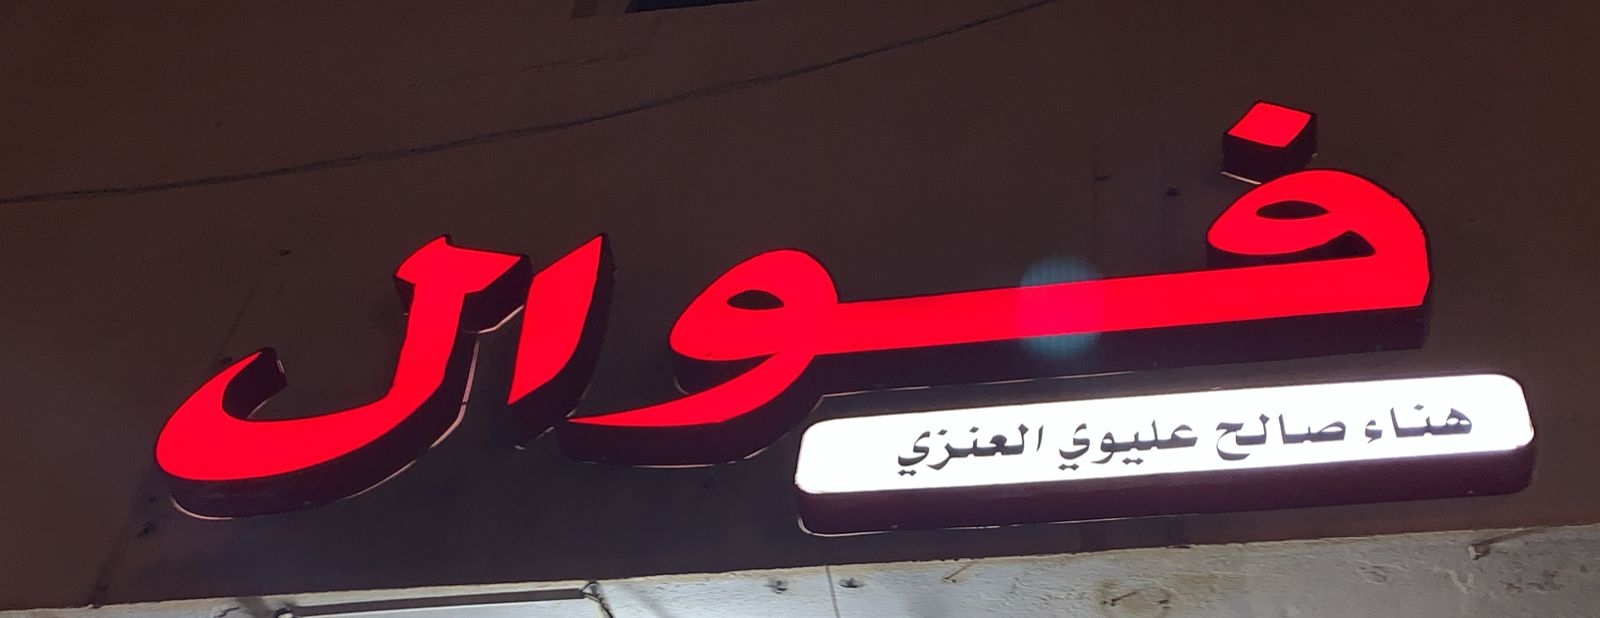 فوال
هناء صالح عليوي العنزي